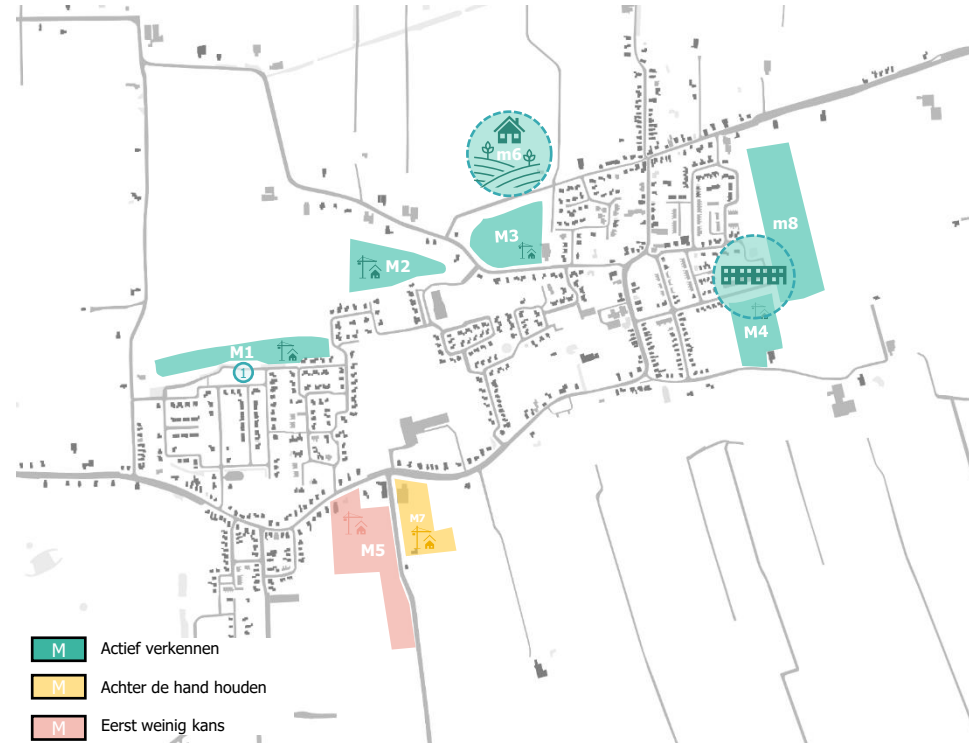 m6
m8
M3
M2
M4
M1
1
M7
M5
M Actief verkennen
M Achter de hand houden
M Eerst weinig kans